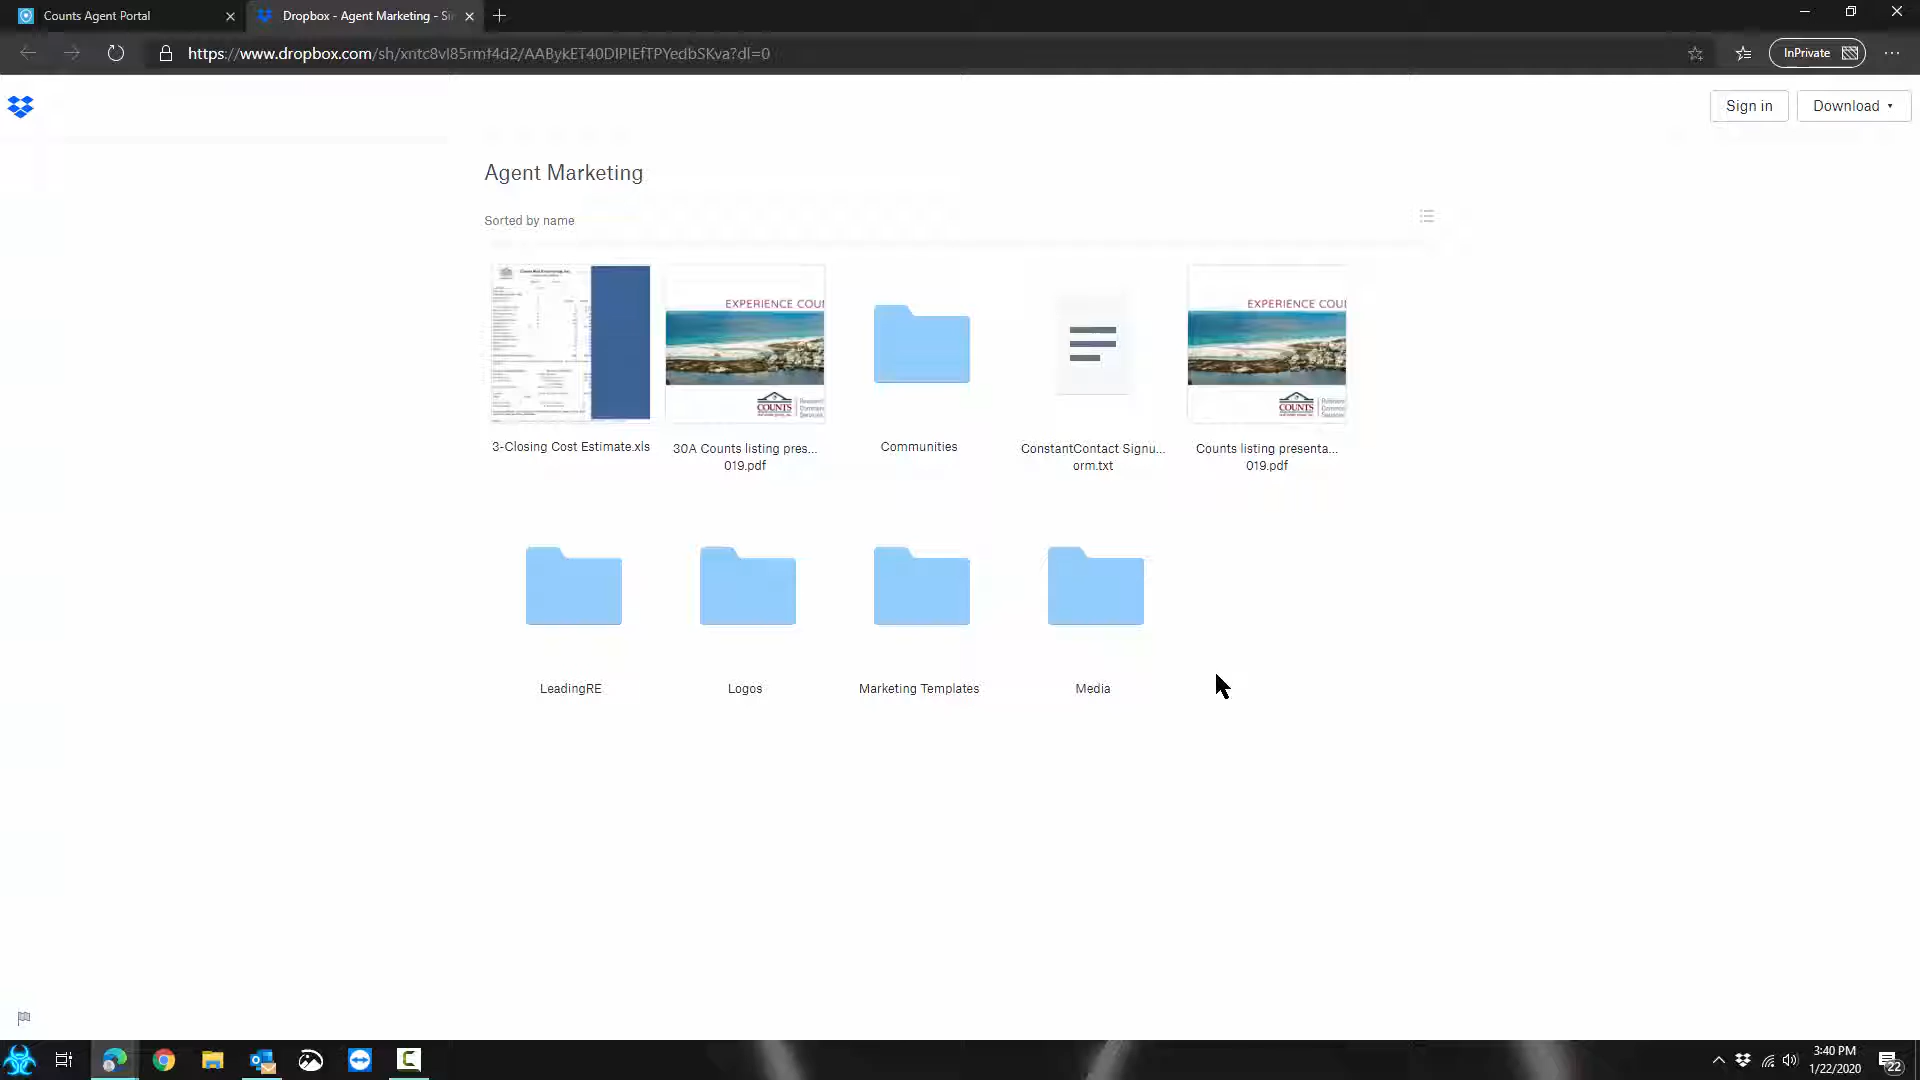 Counts Agent Portal
Dropbox - Agent Marketing - Si
https://www.dropbox.com/sh/xntc8vl85rmf4d2/AABykET40DIPIEfTPYedbSKva?dl=0
InPrivate
Sign in
Download
Agent Marketing
Sorted by name
EXPERIENCE COU
EXPERIENCE COU
COUNTS
COUNTS
3-Closing Cost Estimate.xls
30A Counts listing pres...
019.pdf
Communities
ConstantContact Signu...
orm.txt
Counts listing presenta...
019.pdf
LeadingRE
Logos
Marketing Templates
Media
3:40 PM
1/22/2020
22